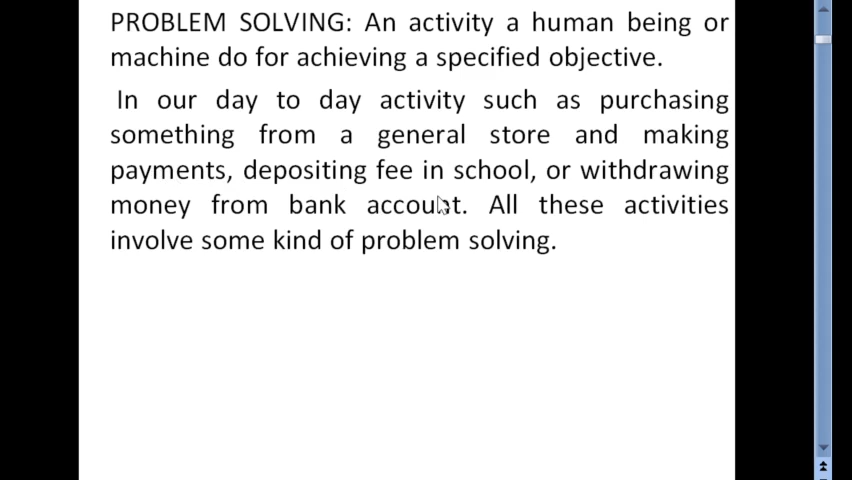 PROBLEM SOLVING: An activity a human being or
machine do for achieving a specified objective.
In our day to day activity such as purchasing
something from a general store and making
payments, depositing fee in school, or withdrawing
money from bank account. All these activities
involve some kind of problem solving.